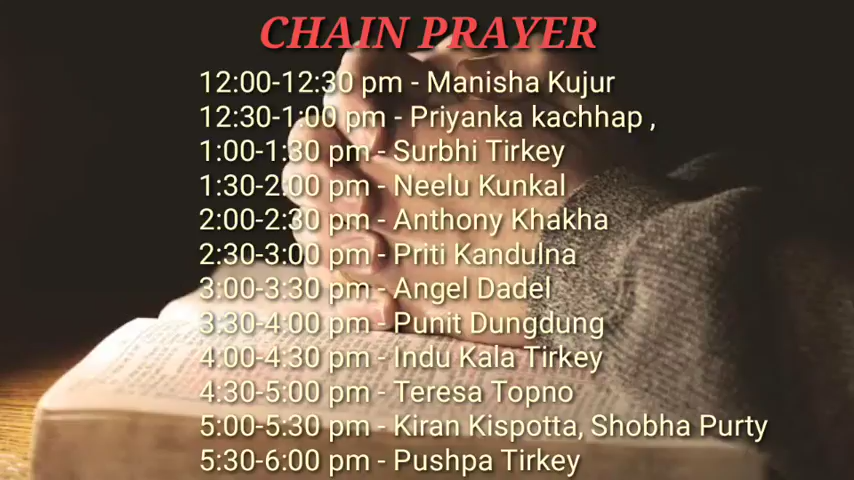 CHAIN PRAYER
12:00-12:30 pm - Manisha Kujur
12:30-1:00 pm - Priyanka kachhap ,
1:00-1:30 pm - Surbhi Tirkey
1:30-2:00 pm - Neelu Kunkal
2:00-2:30 pm - Anthony Khakha
2:30-3:00 pm - Priti Kandulna
3:00-3:30 pm - Angel Dadel
3:30-4:00 pm - Punit Dungdung
4:00-4:30 pm - Indu Kala Tirkey
4:30-5:00 pm - Teresa Topno
5:00-5:30 pm - Kiran Kispotta, Shobha Purty
5:30-6:00 pm - Pushpa Tirkey